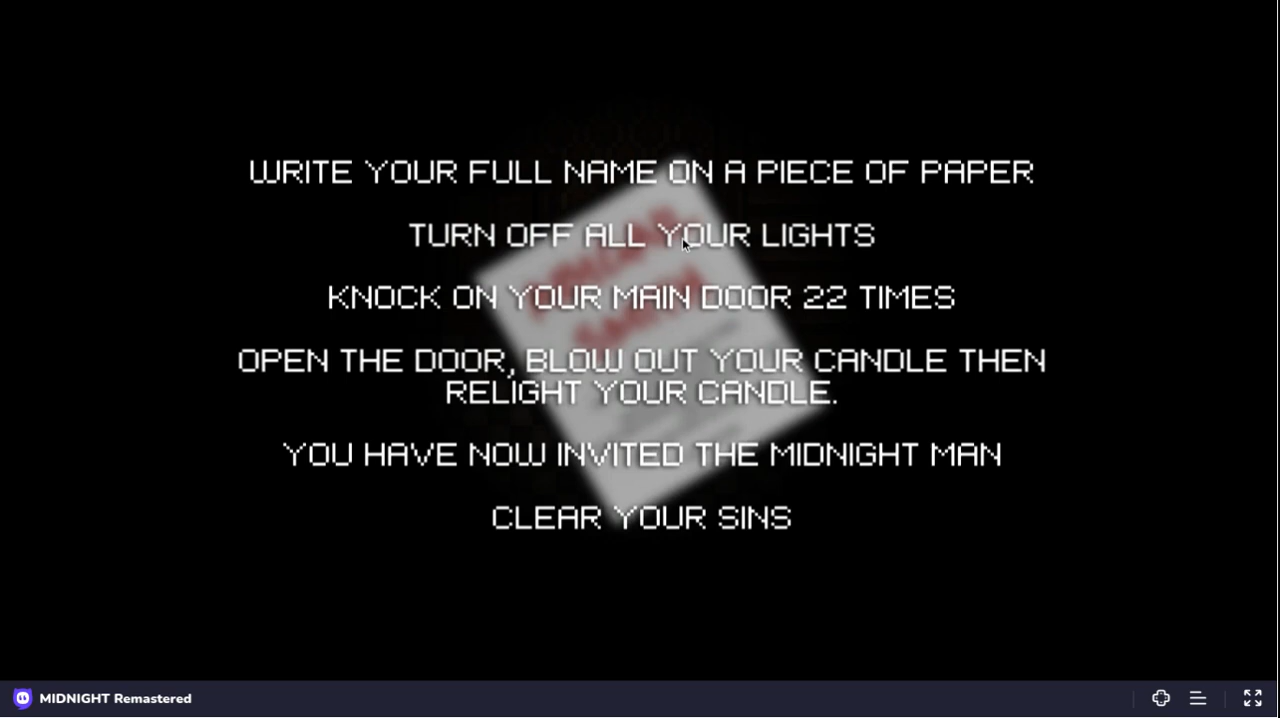 WRITE YOUR FULL NAME ON A PIECE OF PAPER
TURN OFF ALL YOUR LIGHTS
KNOCK ON YOUR MAIN DOOR 22 TIMES
OPEN THE DOOR, BLOW OUT YOUR CANDLE THEN
RELIGHT YOUR CANDLE.
YOU HAVE NOW INVITED THE MIDNIGHT MAN
CLEAR YOUR SINS
MIDNIGHT Remastered